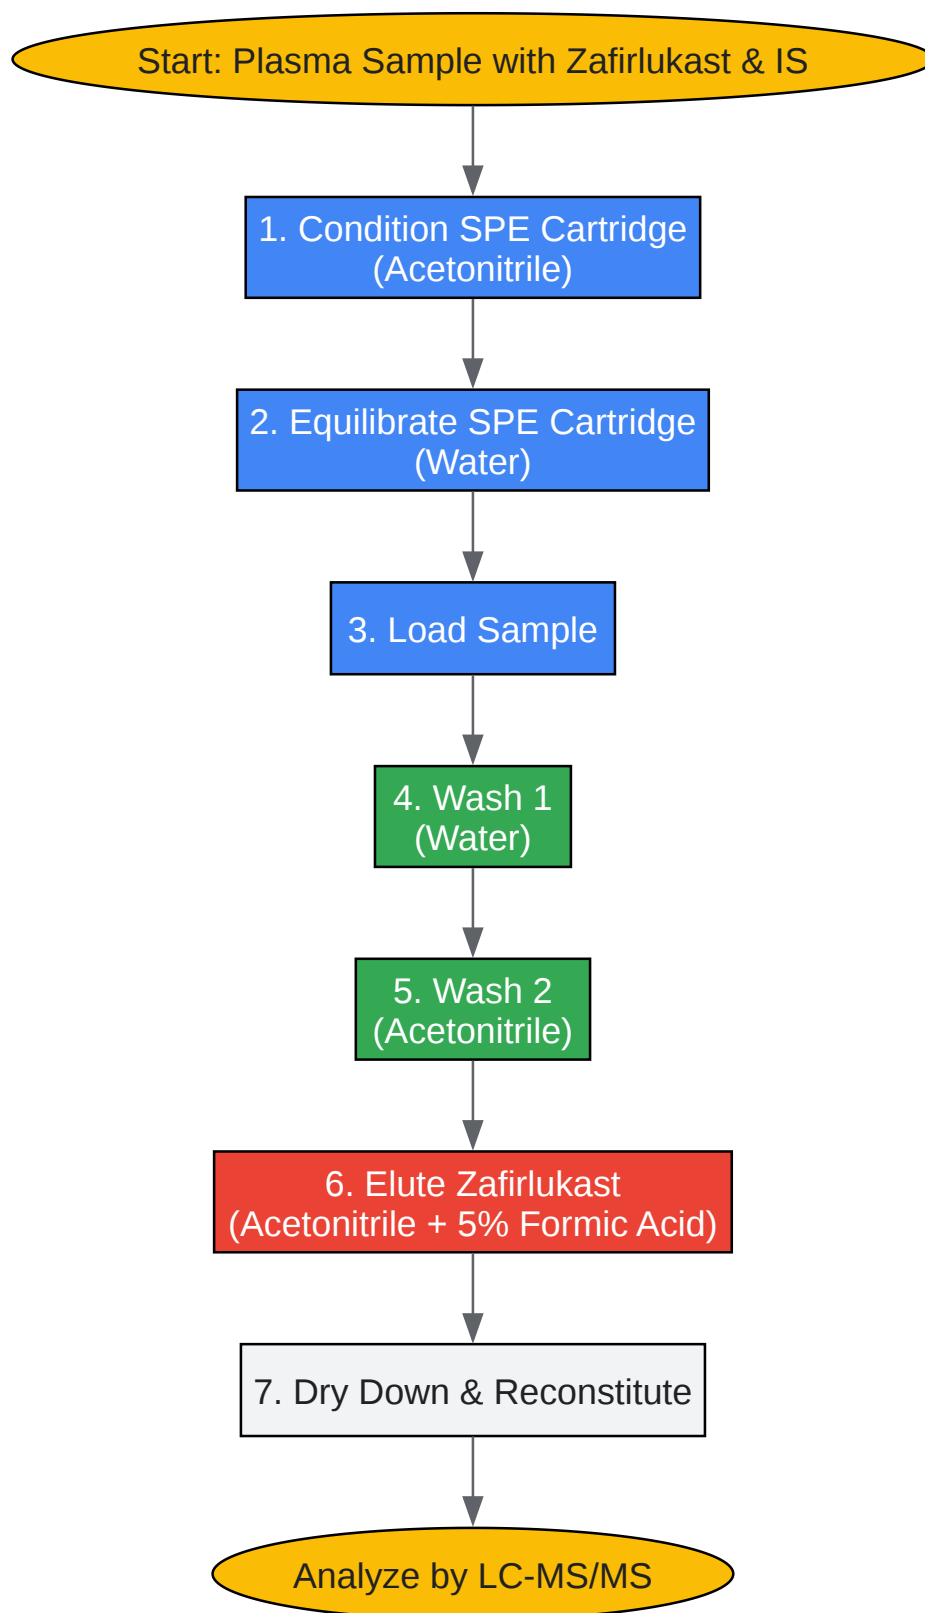 Start: Plasma Sample with Zafirlukast & IS
1. Condition SPE Cartridge
(Acetonitrile)
2. Equilibrate SPE Cartridge
(Water)
3. Load Sample
4. Wash 1
(Water)
5. Wash 2
(Acetonitrile)
6. Elute Zafirlukast
(Acetonitrile + 5% Formic Acid)
7. Dry Down & Reconstitute
Analyze by LC-MS/MS